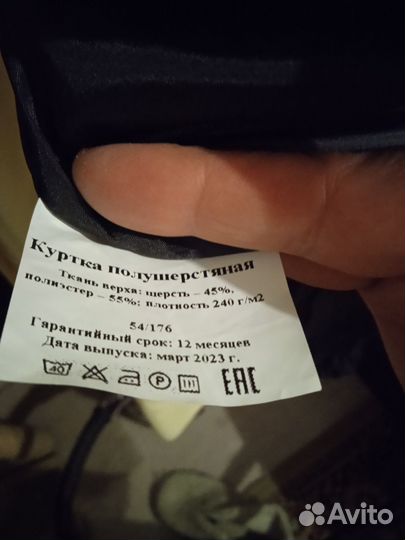 Куртка полушерстяная
Ткань верха: шерсть – 45%.
полиэстер – 55%: плотность 240 г/м2
54/176
Гарантийный срок: 12 месяцев
Дата выпуска: март 2023 г.
40 P EAC
Avito